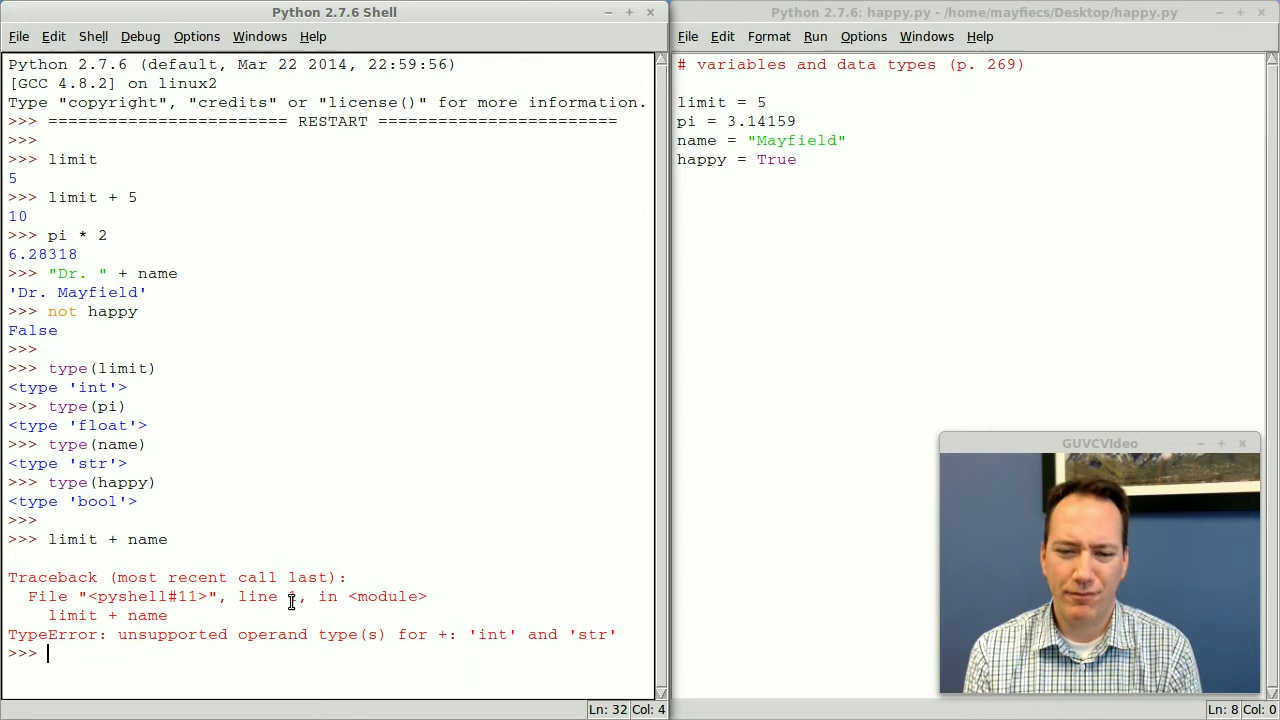 Python 2.7.6 Shell
File Edit Shell Debug Options Windows Help
Python 2.7.6 (default, Mar 22 2014, 22:59:56)
[GCC 4.8.2] on linux2
Type "copyright", "credits" or "license()" for more information.
>>> ======================== RESTART ========================
>>>
>>> limit
5
>>> limit + 5
10
>>> pi * 2
6.28318
>>> "Dr. " + name
'Dr. Mayfield'
>>> not happy
False
>>>
>>> type(limit)
<type 'int'>
>>> type(pi)
<type 'float'>
>>> type(name)
<type 'str'>
>>> type(happy)
<type 'bool'>
>>>
>>> limit + name
Traceback (most recent call last):
File "<pyshell#11>", line , in <module>
limit + name
TypeError: unsupported operand type(s) for +: 'int' and 'str'
>>>
Ln: 32 Col: 4
Python 2.7.6: happy.py - /home/mayfiecs/Desktop/happy.py
File Edit Format Run Options Windows Help
# variables and data types (p. 269)
limit = 5
pi = 3.14159
name = "Mayfield"
happy = True
GUVCVIdeo
Ln: 8 Col: 0